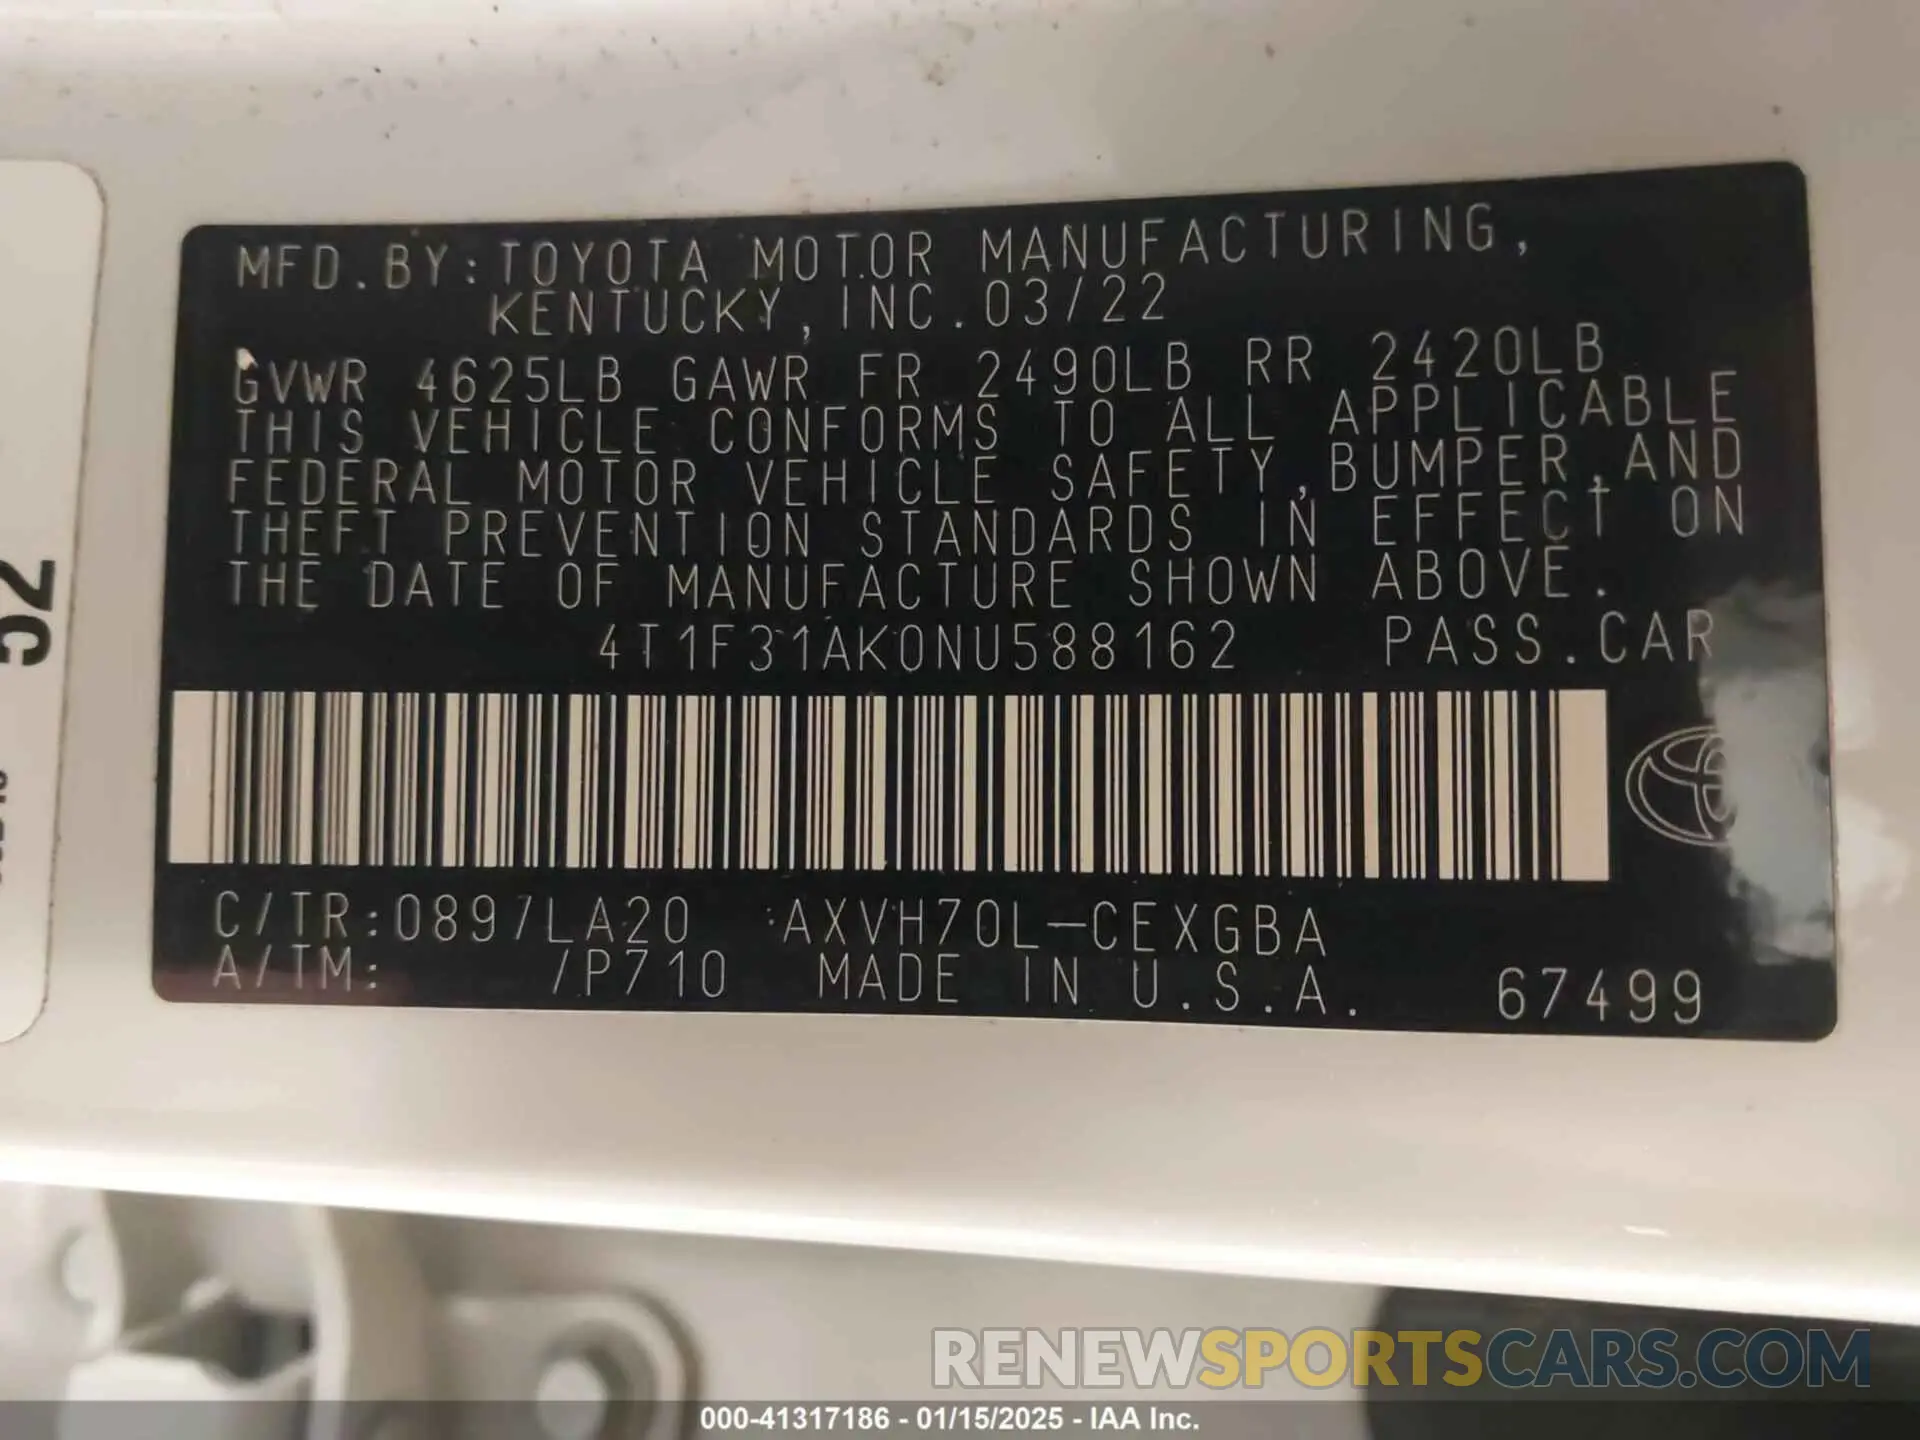 MFD.BY:TOYOTA MOTOR MANUFACTURING,
KENTUCKY, INC. 03/22
GVWR 4625LB GAWR FR 2490LB RR 2420LB
THIS VEHICLE CONFORMS TO ALL APPLICABLE
FEDERAL MOTOR VEHICLE SAFETY,BUMPER,AND
THEFT PREVENTION STANDARDS IN EFFECT ON
THE DATE OF MANUFACTURE SHOWN ABOVE.
4T1F31AK0NU588162 PASS.CAR
C/TR:0897LA20 AXVH70L-CEXGBA
A/TM: /P710 MADE IN U.S.A. 67499
52
RENEWSPORTSCARS.COM
000-41317186 - 01/15/2025 - IAA Inc.